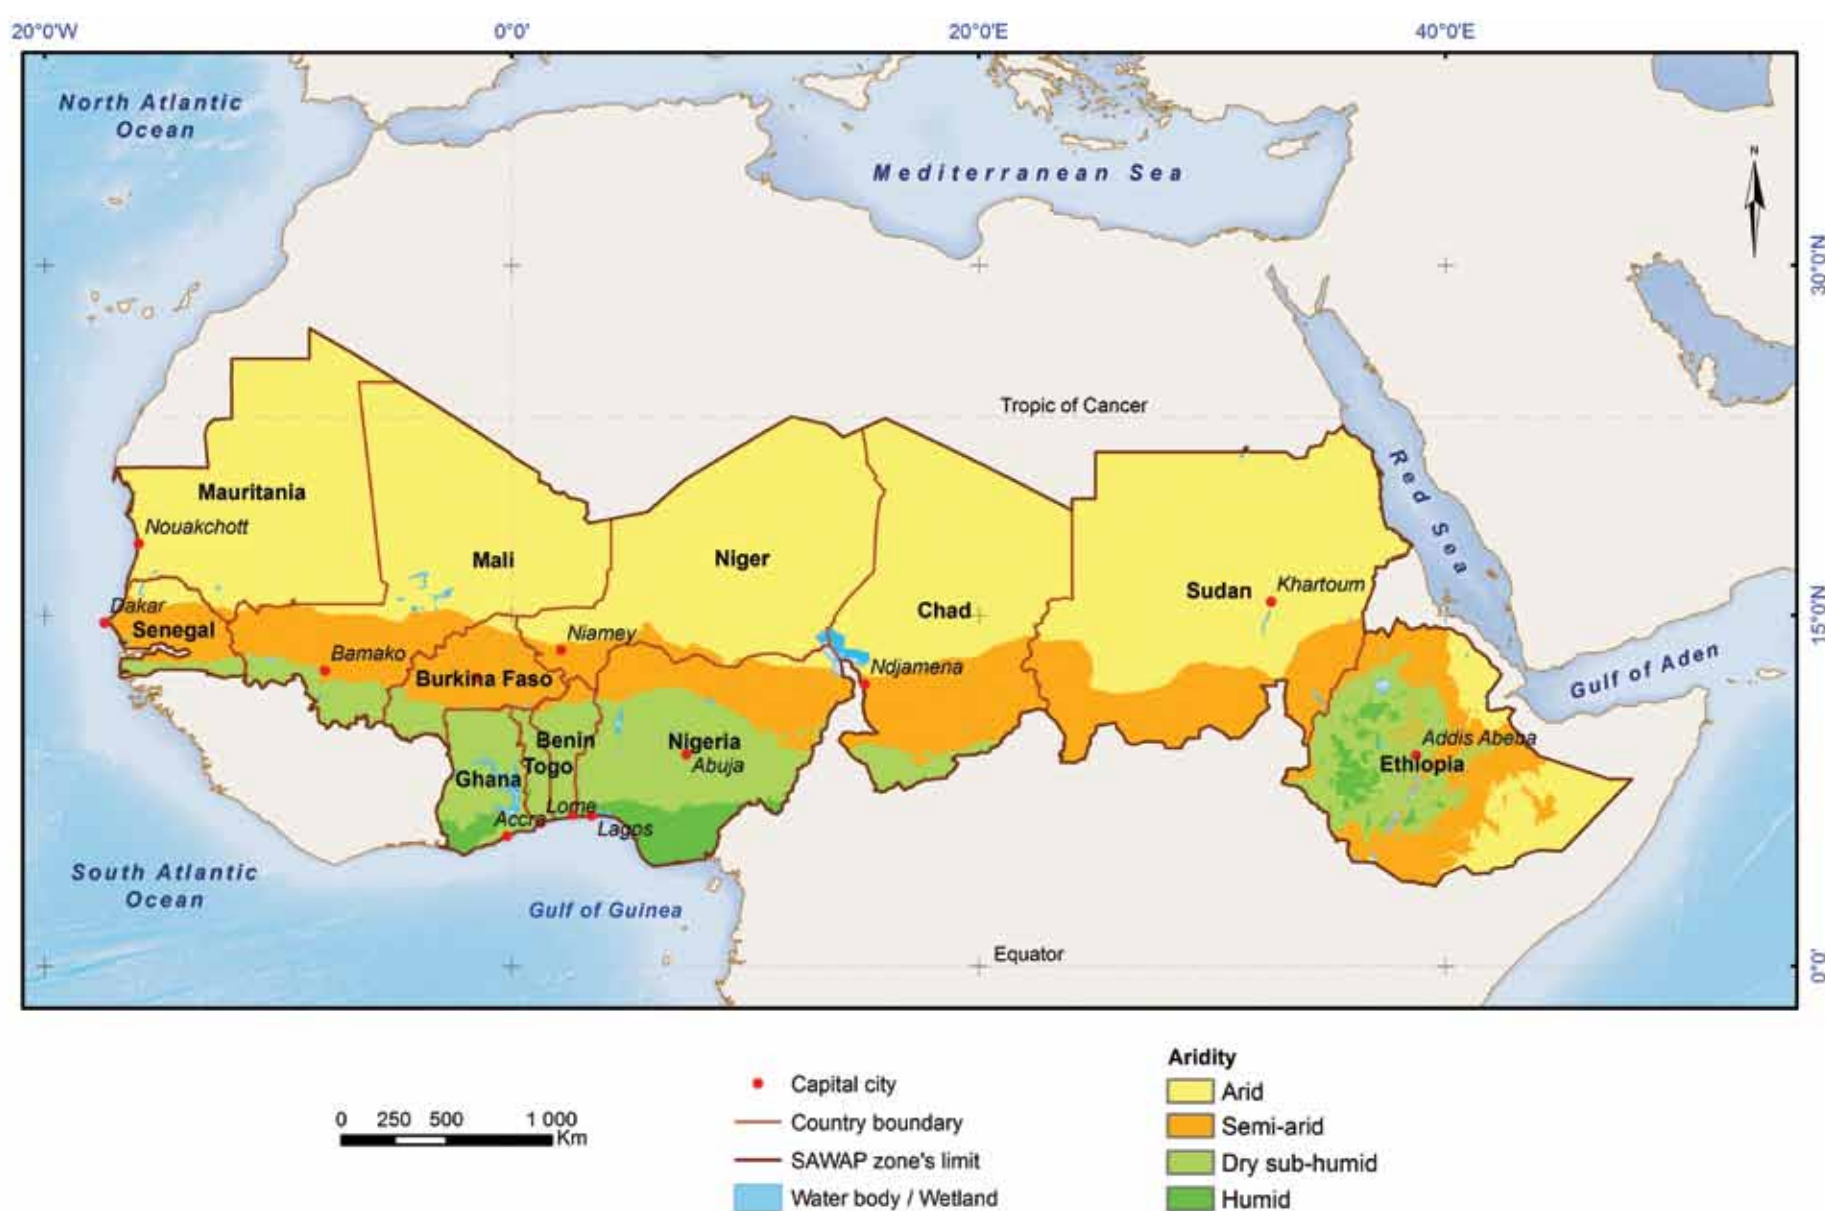 20°0'W 0°0' 20°0'E 40°0'E
North Atlantic
Ocean
Mediterranean Sea
30°0'N
N
Tropic of Cancer
Red Sea
Mauritania
Nouakchott
Mali
Niger
Chad
Sudan
Khartoum
15°0'N
Dakar
Senegal
Bamako
Niamey
Burkina Faso
Ndjamena
Gulf of Aden
Benin
Nigeria
Abuja
Togo
Ghana
Addis Abeba
Ethiopia
Lome
Accra
Lagos
South Atlantic
Ocean
Gulf of Guinea
Equator
0°0'
0 250 500 1 000
Km
Capital city
Country boundary
SAWAP zone's limit
Water body / Wetland
Aridity
Arid
Semi-arid
Dry sub-humid
Humid